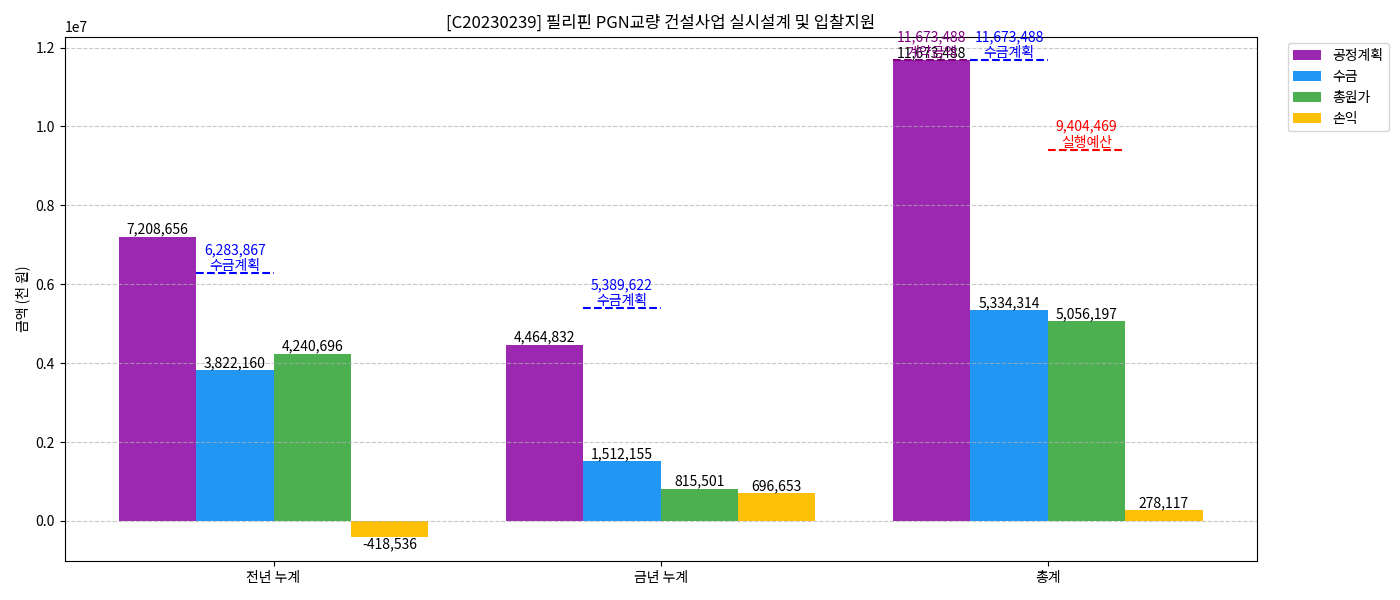 [C20230239] 필리핀 PGN교량 건설사업 실시설계 및 입찰지원
1e7
금액 (천 원)
1.2
1.0
0.8
0.6
0.4
0.2
0.0
7,208,656
6,283,867
수금계획
3,822,160
4,240,696
-418,536
4,464,832
5,389,622
수금계획
1,512,155
815,501
696,653
11,673,488
11,673,488
11,673,488
수금계획
9,404,469
실행예산
5,334,314
5,056,197
278,117
전년 누계
금년 누계
총계
공정계획
수금
총원가
손익